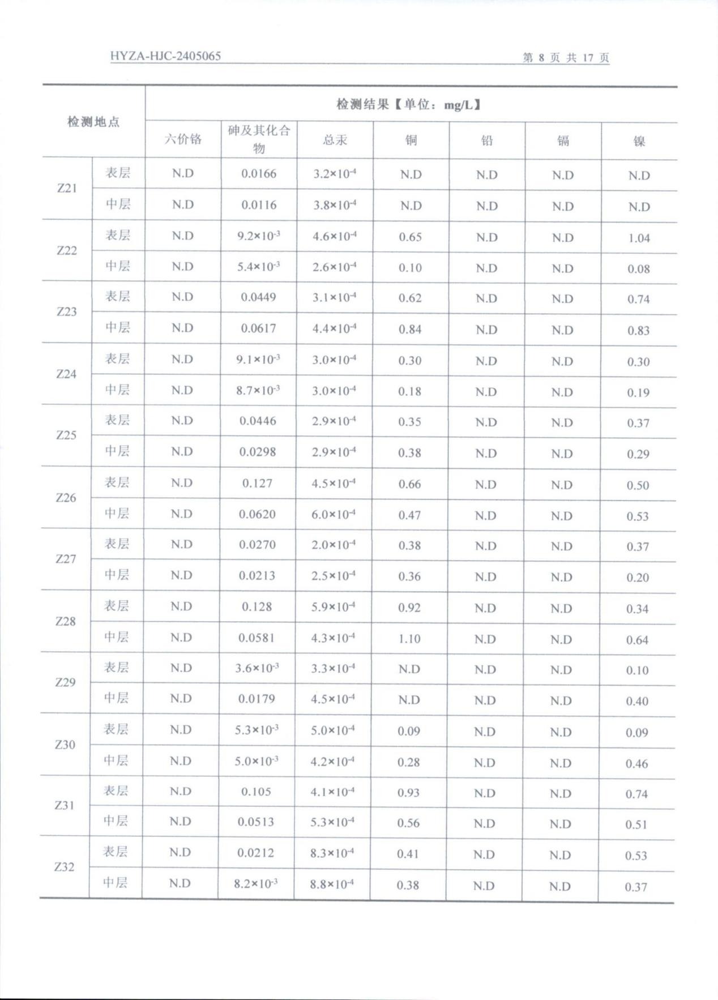 HYZA-HJC-2405065 第 8 页 共 17 页
检测地点 检测结果【单位：mg/L】
六价铬 砷及其化合物 总汞 铜 铅 镉 镍
Z21 表层 N.D 0.0166 3.2×10⁻⁴ N.D N.D N.D N.D
中层 N.D 0.0116 3.8×10⁻⁴ N.D N.D N.D N.D
Z22 表层 N.D 9.2×10⁻³ 4.6×10⁻⁴ 0.65 N.D N.D 1.04
中层 N.D 5.4×10⁻³ 2.6×10⁻⁴ 0.10 N.D N.D 0.08
Z23 表层 N.D 0.0449 3.1×10⁻⁴ 0.62 N.D N.D 0.74
中层 N.D 0.0617 4.4×10⁻⁴ 0.84 N.D N.D 0.83
Z24 表层 N.D 9.1×10⁻³ 3.0×10⁻⁴ 0.30 N.D N.D 0.30
中层 N.D 8.7×10⁻³ 3.0×10⁻⁴ 0.18 N.D N.D 0.19
Z25 表层 N.D 0.0446 2.9×10⁻⁴ 0.35 N.D N.D 0.37
中层 N.D 0.0298 2.9×10⁻⁴ 0.38 N.D N.D 0.29
Z26 表层 N.D 0.127 4.5×10⁻⁴ 0.66 N.D N.D 0.50
中层 N.D 0.0620 6.0×10⁻⁴ 0.47 N.D N.D 0.53
Z27 表层 N.D 0.0270 2.0×10⁻⁴ 0.38 N.D N.D 0.37
中层 N.D 0.0213 2.5×10⁻⁴ 0.36 N.D N.D 0.20
Z28 表层 N.D 0.128 5.9×10⁻⁴ 0.92 N.D N.D 0.34
中层 N.D 0.0581 4.3×10⁻⁴ 1.10 N.D N.D 0.64
Z29 表层 N.D 3.6×10⁻³ 3.3×10⁻⁴ N.D N.D N.D 0.10
中层 N.D 0.0179 4.5×10⁻⁴ N.D N.D N.D 0.40
Z30 表层 N.D 5.3×10⁻³ 5.0×10⁻⁴ 0.09 N.D N.D 0.09
中层 N.D 5.0×10⁻³ 4.2×10⁻⁴ 0.28 N.D N.D 0.46
Z31 表层 N.D 0.105 4.1×10⁻⁴ 0.93 N.D N.D 0.74
中层 N.D 0.0513 5.3×10⁻⁴ 0.56 N.D N.D 0.51
Z32 表层 N.D 0.0212 8.3×10⁻⁴ 0.41 N.D N.D 0.53
中层 N.D 8.2×10⁻³ 8.8×10⁻⁴ 0.38 N.D N.D 0.37